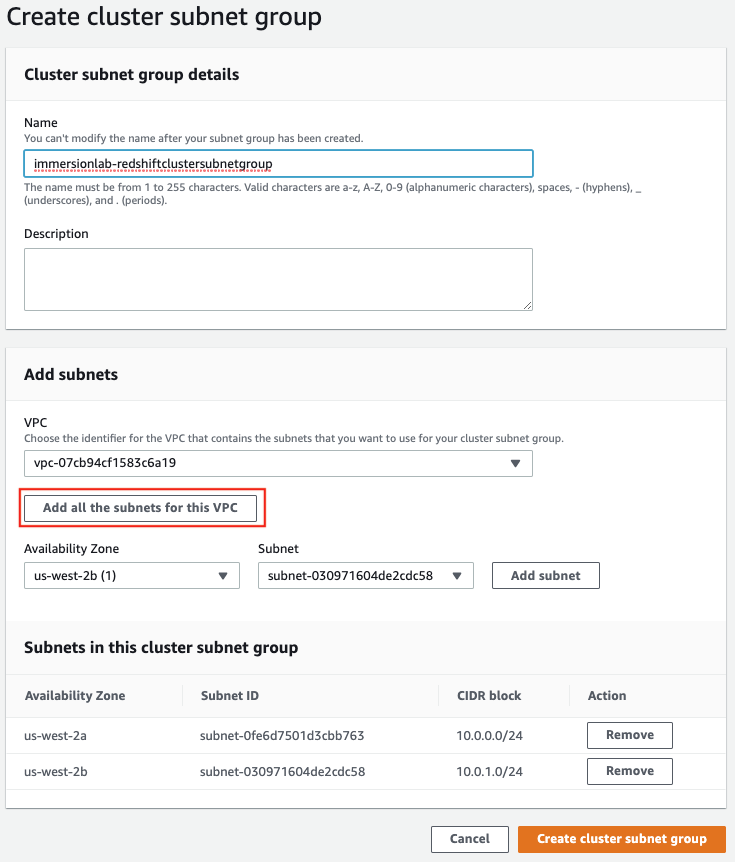 Create cluster subnet group
Cluster subnet group details
Name
You can't modify the name after your subnet group has been created.
immersionlab-redshiftclustersubnetgroup
The name must be from 1 to 255 characters. Valid characters are a-z, A-Z, 0-9 (alphanumeric characters), spaces, - (hyphens), _
(underscores), and . (periods).
Description
Add subnets
VPC
Choose the identifier for the VPC that contains the subnets that you want to use for your cluster subnet group.
vpc-07cb94cf1583c6a19
Add all the subnets for this VPC
Availability Zone Subnet
us-west-2b (1) subnet-030971604de2cdc58 Add subnet
Subnets in this cluster subnet group
Availability Zone Subnet ID CIDR block Action
us-west-2a subnet-0fe6d7501d3cbb763 10.0.0.0/24 Remove
us-west-2b subnet-030971604de2cdc58 10.0.1.0/24 Remove
Cancel Create cluster subnet group